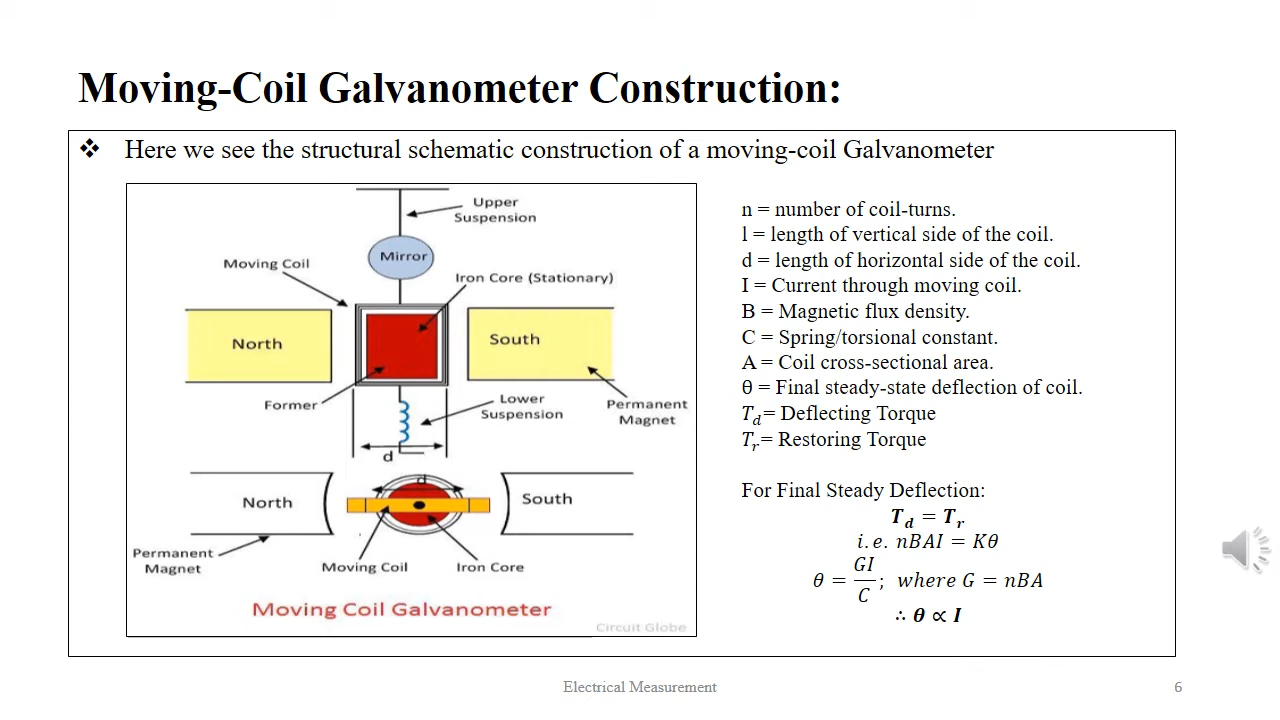 Moving-Coil Galvanometer Construction:
❖ Here we see the structural schematic construction of a moving-coil Galvanometer
Upper
Suspension
Mirror
Moving Coil
Iron Core (Stationary)
North
South
Former
Lower
Suspension
Permanent
Magnet
d
d
North
South
Permanent
Magnet
Moving Coil
Iron Core
Moving Coil Galvanometer
Circuit Globe
n = number of coil-turns.
l = length of vertical side of the coil.
d = length of horizontal side of the coil.
I = Current through moving coil.
B = Magnetic flux density.
C = Spring/torsional constant.
A = Coil cross-sectional area.
θ = Final steady-state deflection of coil.
T_d= Deflecting Torque
T_r= Restoring Torque
For Final Steady Deflection:
T_d = T_r
i.e. nBAI = Kθ
θ = GI/C; where G = nBA
∴ θ ∝ I
Electrical Measurement
6